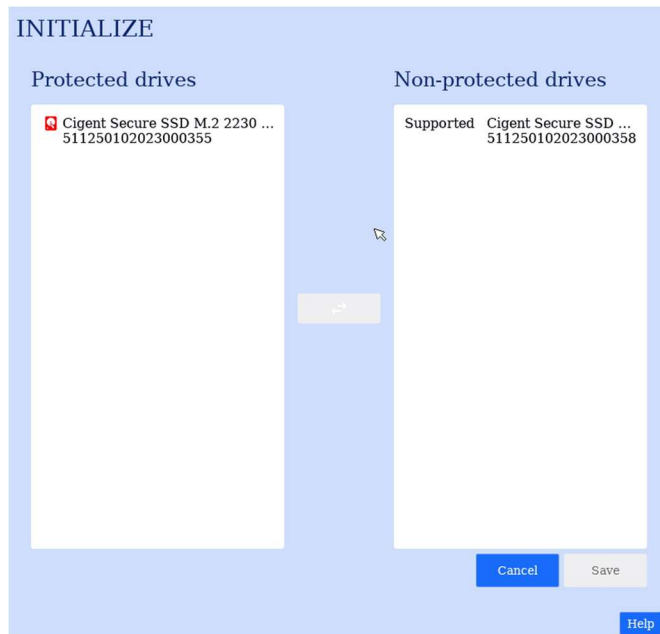 INITIALIZE
Protected drives
Cigent Secure SSD M.2 2230 ...
511250102023000355
Non-protected drives
Supported Cigent Secure SSD ...
511250102023000358
Cancel Save
Help